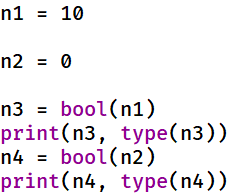 n1 = 10
n2 = 0
n3 = bool(n1)
print(n3, type(n3))
n4 = bool(n2)
print(n4, type(n4))